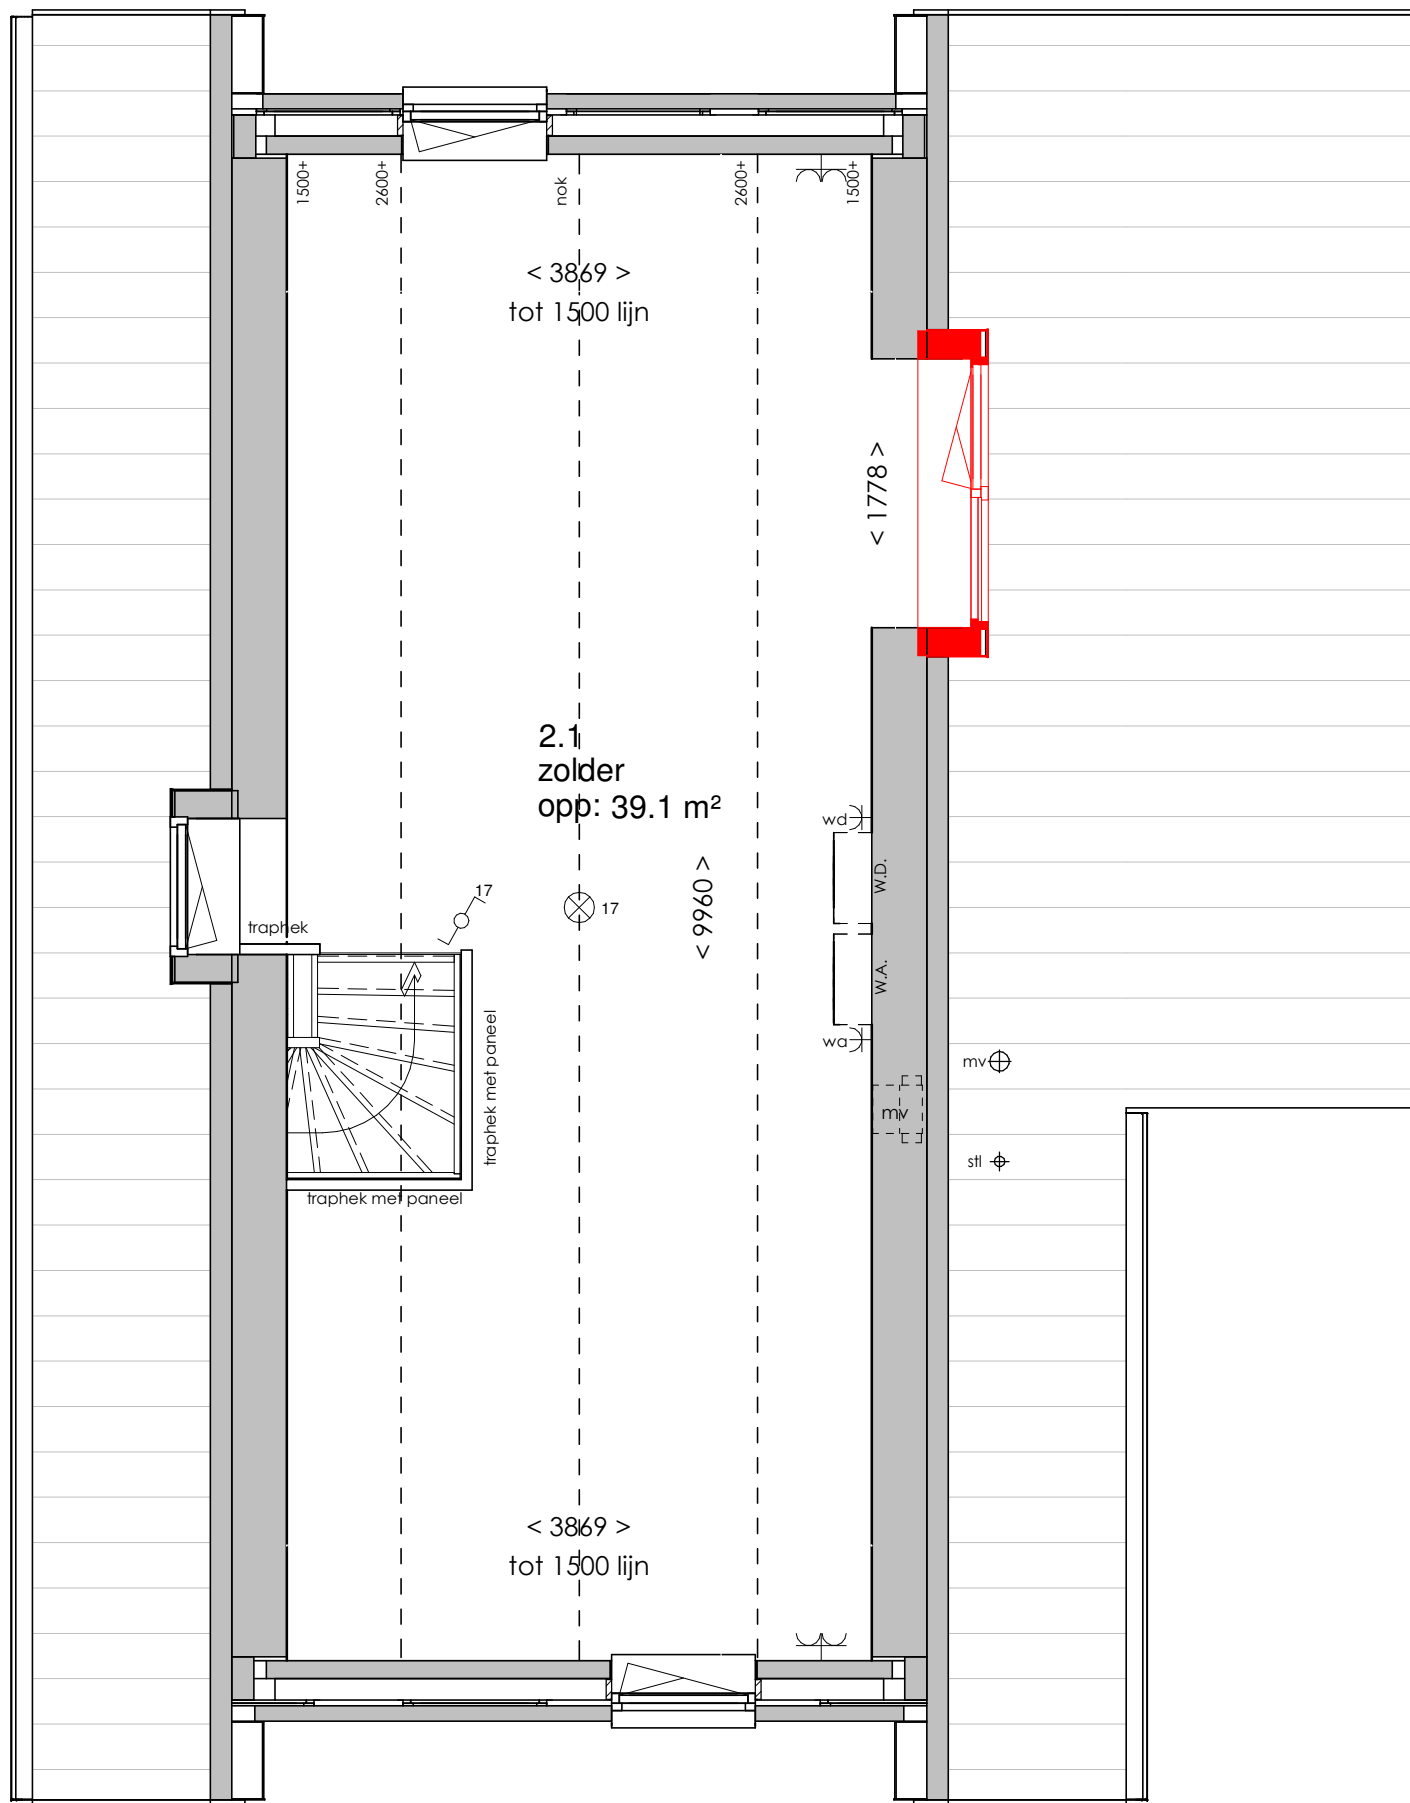 1500+
2600+
nok
2600+
1500+
< 3869 >
tot 1500 lijn
< 1778 >
2.1
zolder
opp: 39.1 m²
wd
W.D.
< 9960 >
17
17
traphek
W.A.
wa
traphek met paneel
mv
mv
stl
traphek met paneel
< 3869 >
tot 1500 lijn